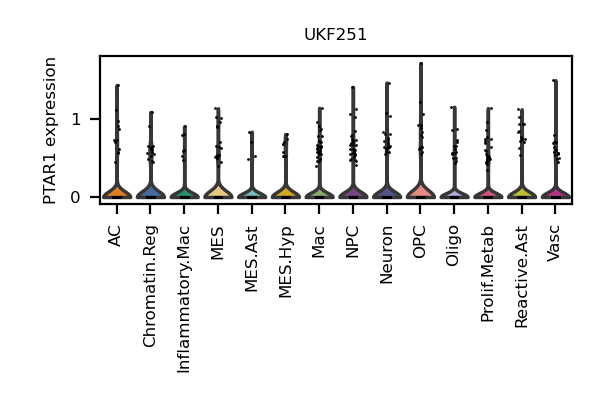 UKF251
PTAR1 expression
1
0
AC
Chromatin.Reg
Inflammatory.Mac
MES
MES.Ast
MES.Hyp
Mac
NPC
Neuron
OPC
Oligo
Prolif.Metab
Reactive.Ast
Vasc